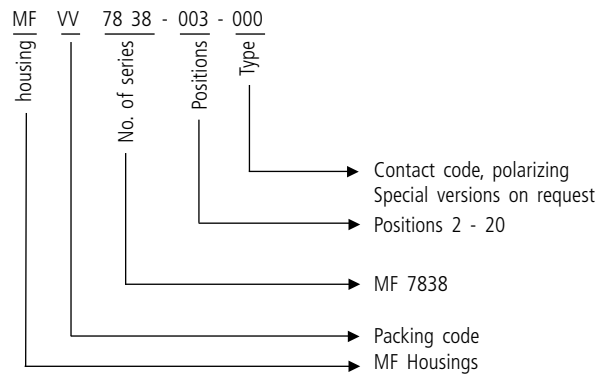 MF VV 78 38 - 003 - 000
housing
No. of series
Positions
Type
Contact code, polarizing
Special versions on request
Positions 2 - 20
MF 7838
Packing code
MF Housings